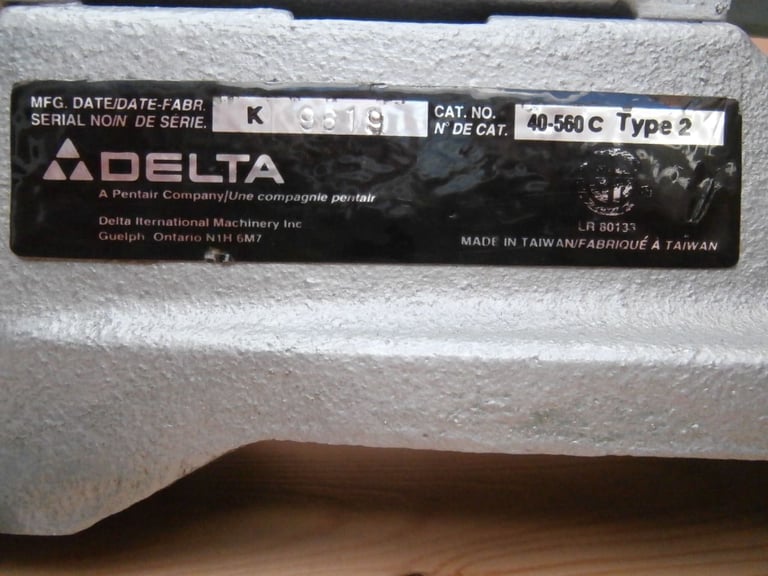 MFG. DATE/DATE-FABR.
SERIAL NO/N DE SÉRIE.
K 9619
CAT. NO.
N° DE CAT.
40-560 C Type 2
DELTA
A Pentair Company/Une compagnie pentair
Delta Iternational Machinery Inc
Guelph Ontario N1H 6M7
LR 80133
MADE IN TAIWAN/FABRIQUÉ À TAIWAN